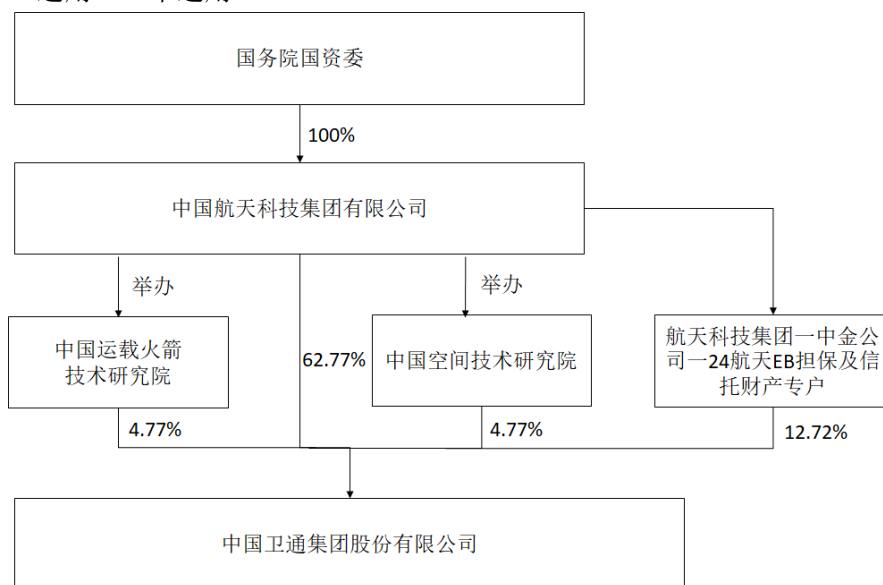 国务院国资委
100%
中国航天科技集团有限公司
举办
举办
中国运载火箭
技术研究院
62.77%
中国空间技术研究院
航天科技集团一中金公
司一24航天EB担保及信
托财产专户
4.77%
4.77%
12.72%
中国卫通集团股份有限公司